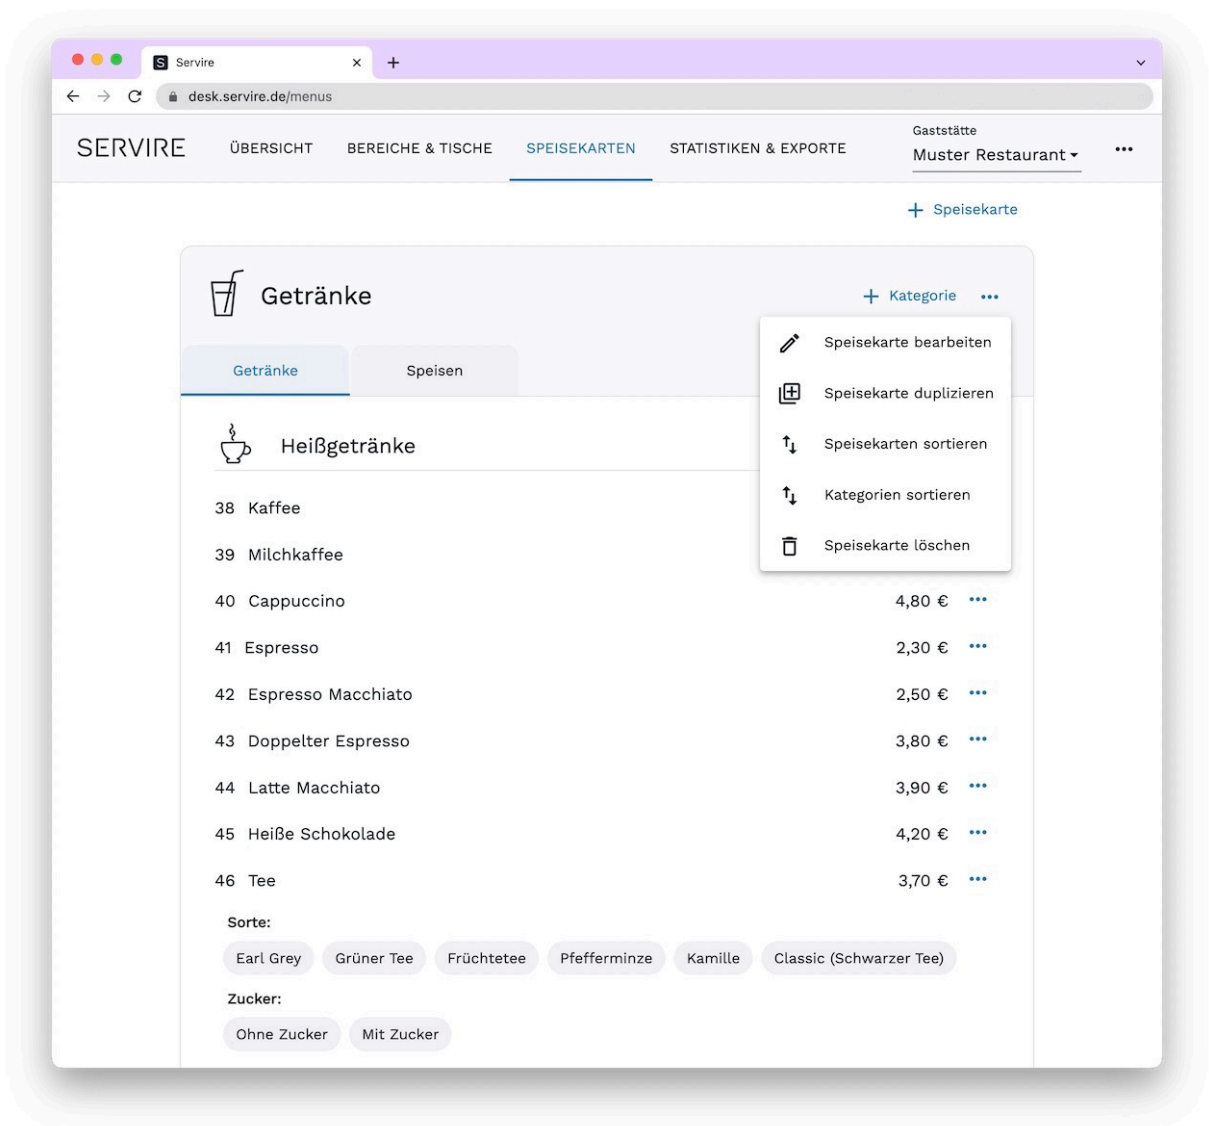 S Servire
desk.servire.de/menus
SERVIRE ÜBERSICHT BEREICHE & TISCHE SPEISEKARTEN STATISTIKEN & EXPORTE
Gaststätte
Muster Restaurant
Speisekarte
Getränke
Kategorie
Getränke Speisen
Speisekarte bearbeiten
Speisekarte duplizieren
Speisekarten sortieren
Kategorien sortieren
Speisekarte löschen
Heißgetränke
38 Kaffee
39 Milchkaffee
40 Cappuccino 4,80 €
41 Espresso 2,30 €
42 Espresso Macchiato 2,50 €
43 Doppelter Espresso 3,80 €
44 Latte Macchiato 3,90 €
45 Heiße Schokolade 4,20 €
46 Tee 3,70 €
Sorte:
Earl Grey Grüner Tee Früchtetee Pfefferminze Kamille Classic (Schwarzer Tee)
Zucker:
Ohne Zucker Mit Zucker